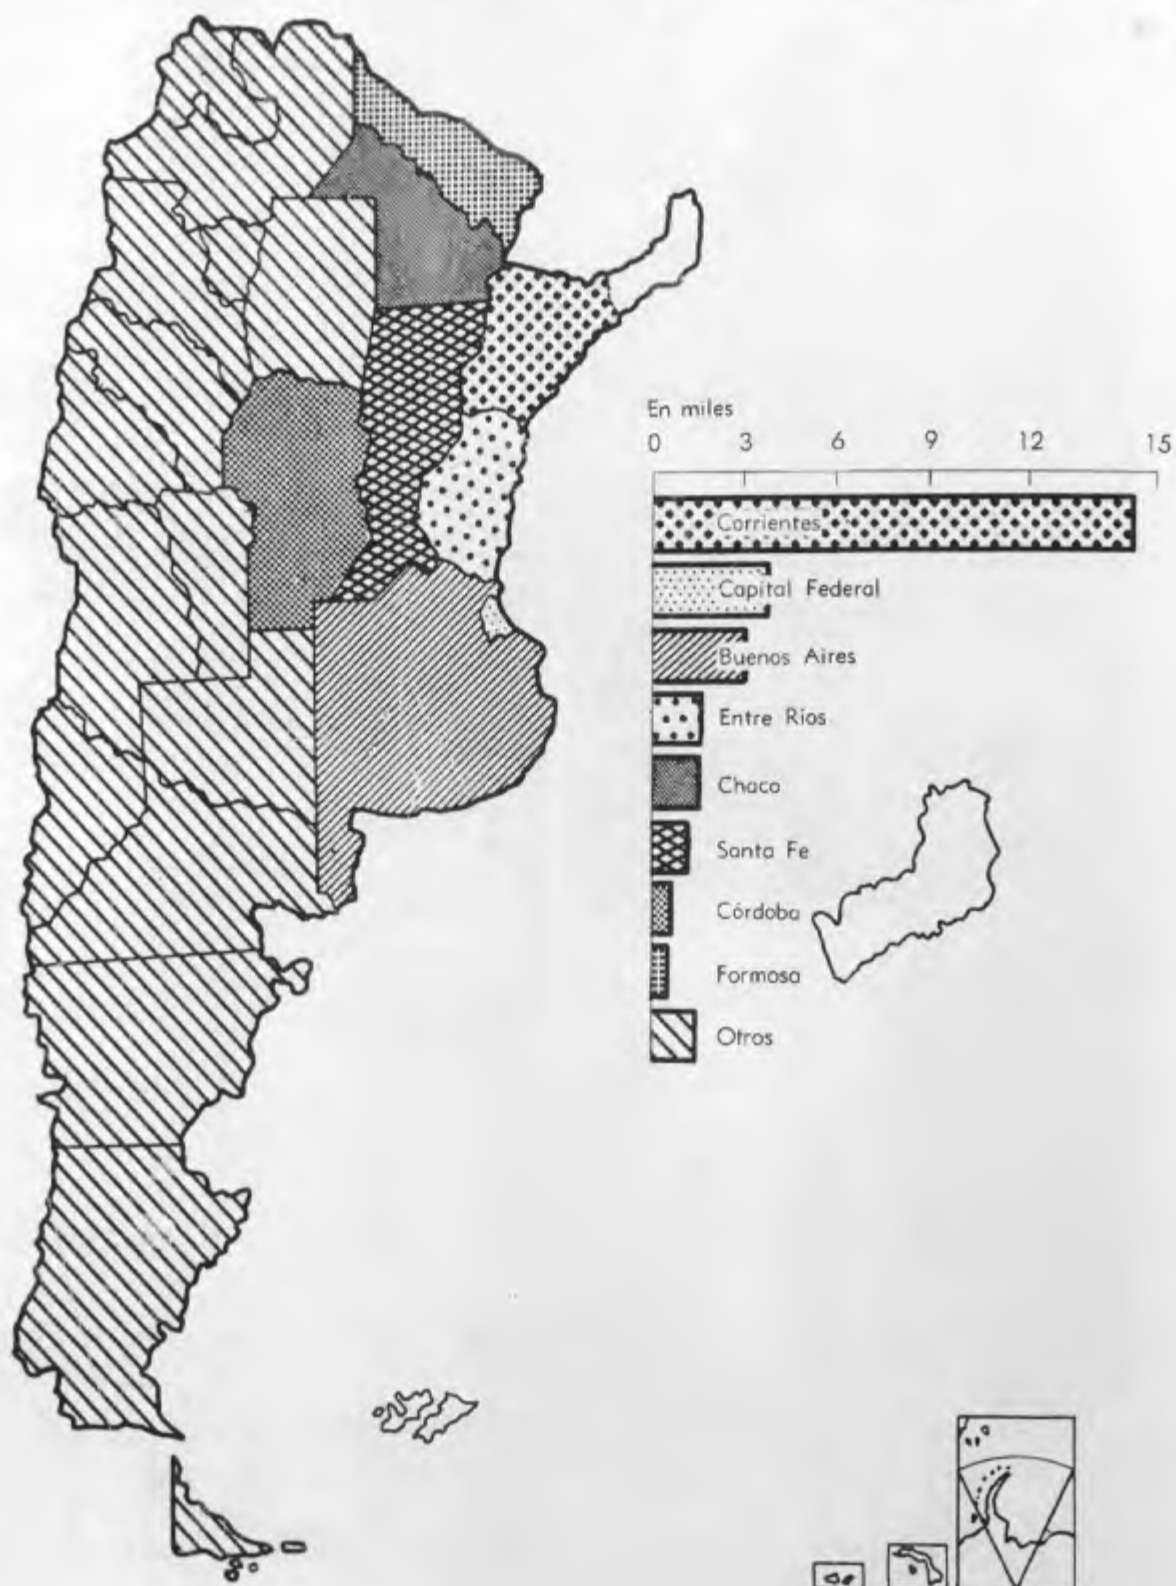 En miles
0 3 6 9 12 15
Corrientes
Capital Federal
Buenos Aires
Entre Ríos
Chaco
Santa Fe
Córdoba
Formosa
Otros